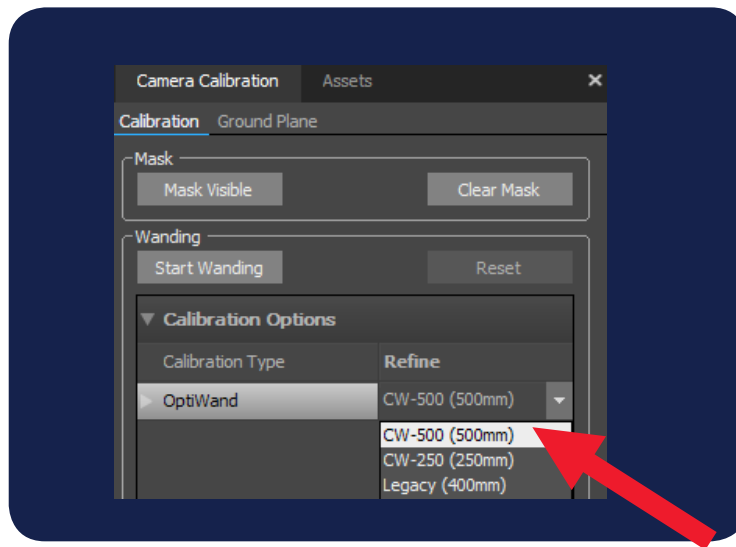 Camera Calibration Assets ×
Calibration Ground Plane
Mask
Mask Visible Clear Mask
Wanding
Start Wanding Reset
Calibration Options
Calibration Type Refine
OptiWand CW-500 (500mm)
CW-500 (500mm)
CW-250 (250mm)
Legacy (400mm)